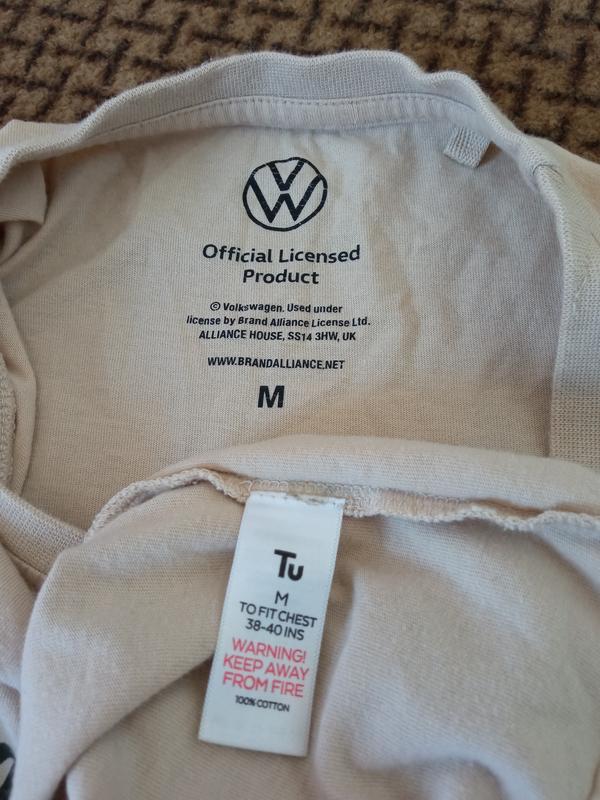 Official Licensed
Product
© Volkswagen. Used under
license by Brand Alliance License Ltd.
ALLIANCE HOUSE, SS14 3HW, UK
WWW.BRANDALLIANCE.NET
M
Tu
M
TO FIT CHEST
38-40 INS
WARNING!
KEEP AWAY
FROM FIRE
100% COTTON